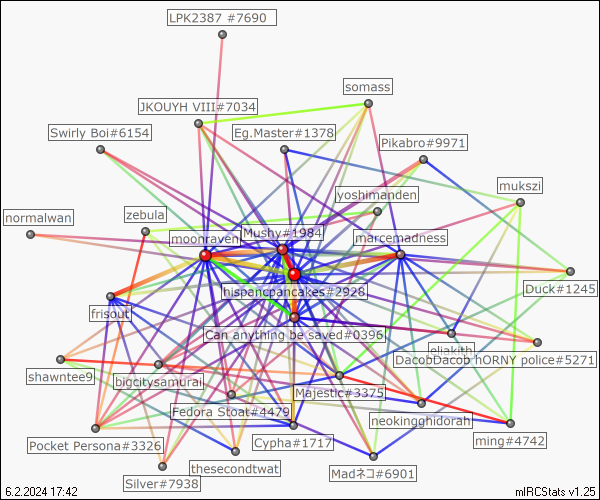 LPK2387 #7690
somass
JKOUYH VIII#7034
Swirly Boi#6154
Eg.Master#1378
Pikabro#9971
mukszi
yoshimanden
normalwan
zebula
moonraven
Mushy#1984
marcemadness
hispancpancakes#2928
Duck#1245
frisout
Can anything be saved#0396
eliakith
DacobDacob hORNY police#5271
shawntee9
bigcitysamurai
Majestic#3375
Fedora Stoat#4479
neokingghidorah
Pocket Persona#3326
Cypha#1717
ming#4742
thesecondtwat
Madネコ#6901
Silver#7938
6.2.2024 17:42
mIRCStats v1.25